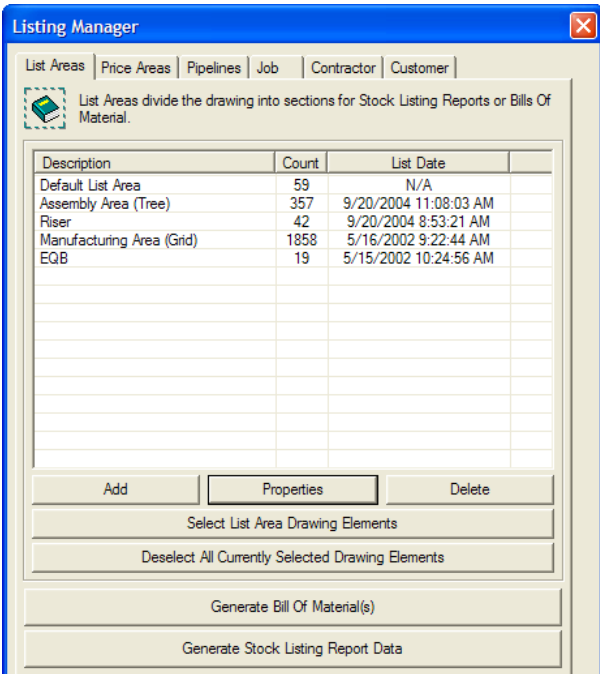 Listing Manager
List Areas Price Areas Pipelines Job Contractor Customer
List Areas divide the drawing into sections for Stock Listing Reports or Bills Of
Material.
Description Count List Date
Default List Area 59 N/A
Assembly Area (Tree) 357 9/20/2004 11:08:03 AM
Riser 42 9/20/2004 8:53:21 AM
Manufacturing Area (Grid) 1858 5/16/2002 9:22:44 AM
EQB 19 5/15/2002 10:24:56 AM
Add Properties Delete
Select List Area Drawing Elements
Deselect All Currently Selected Drawing Elements
Generate Bill Of Material(s)
Generate Stock Listing Report Data